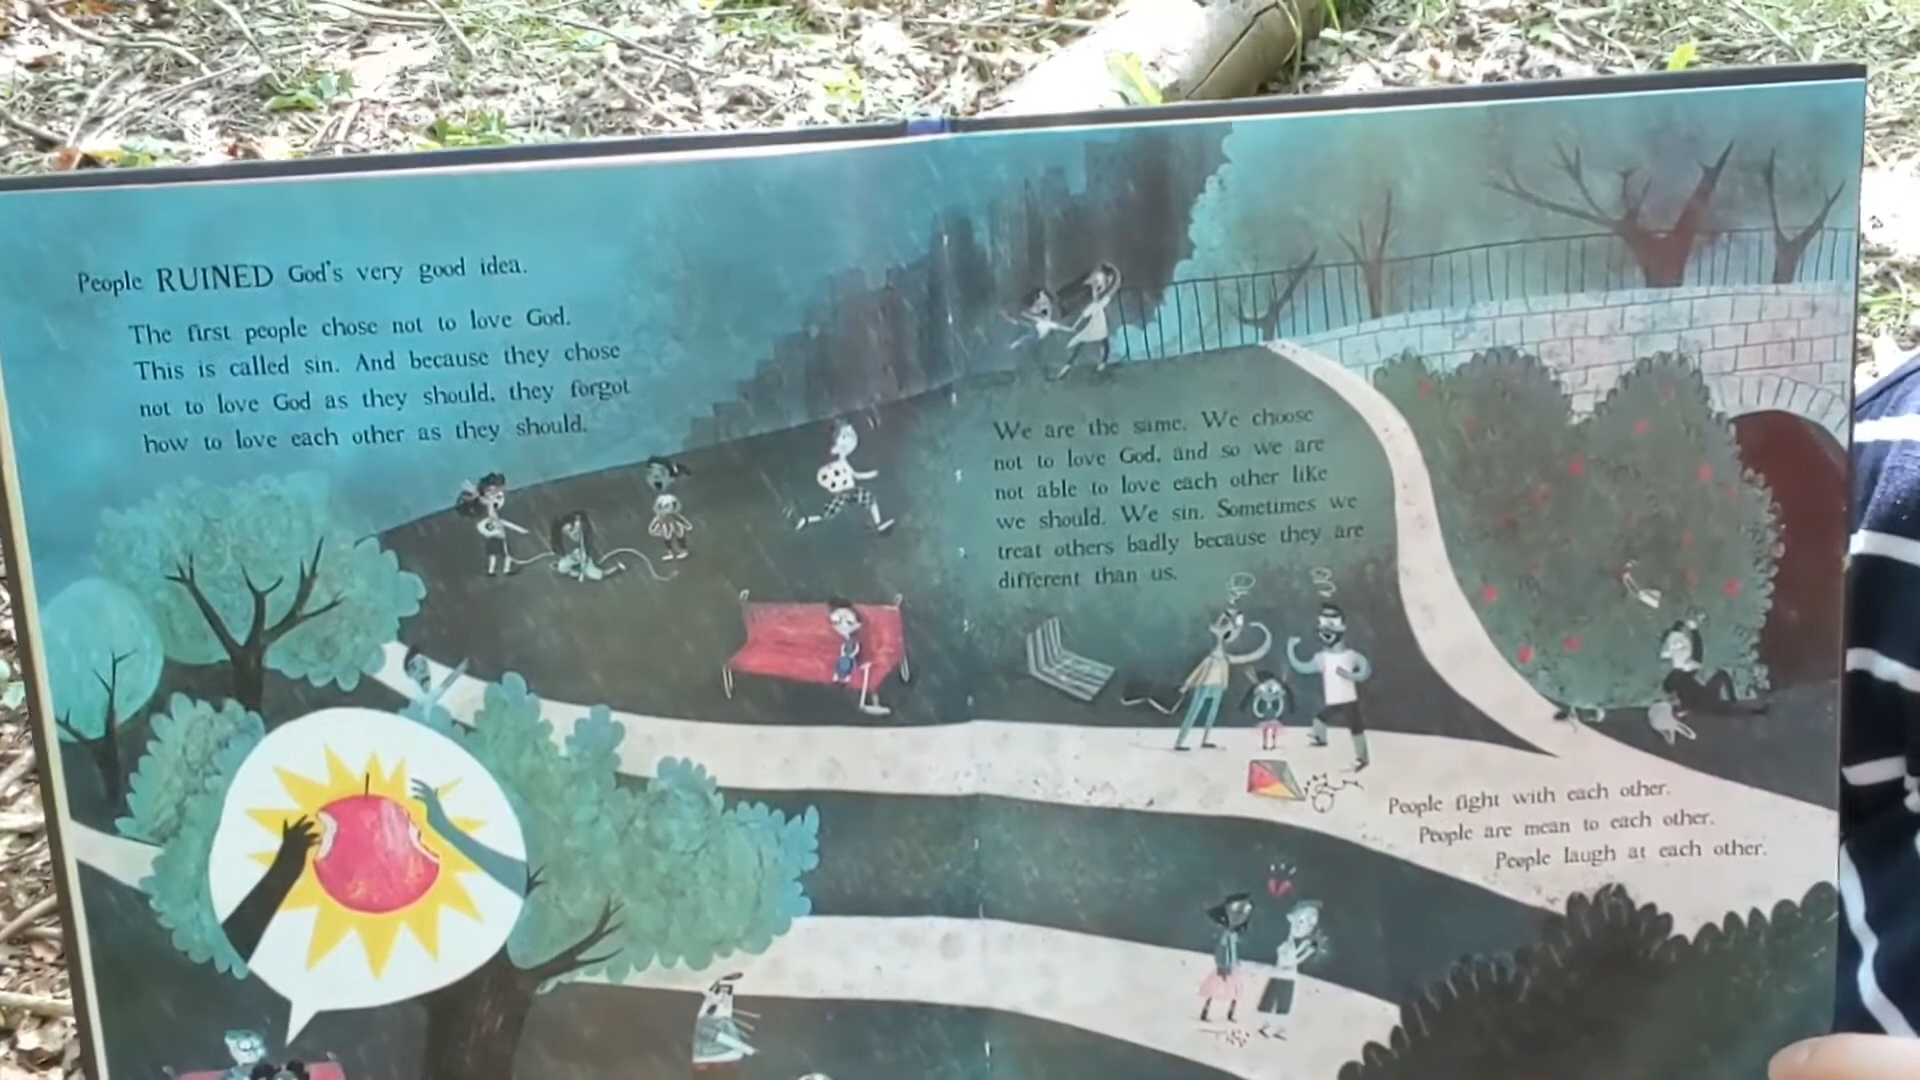 People RUINED God's very good idea.
The first people chose not to love God.
This is called sin. And because they chose
not to love God as they should, they forgot
how to love each other as they should.
We are the same. We choose
not to love God, and so we are
not able to love each other like
we should. We sin. Sometimes we
treat others badly because they are
different than us.
People fight with each other.
People are mean to each other.
People laugh at each other.